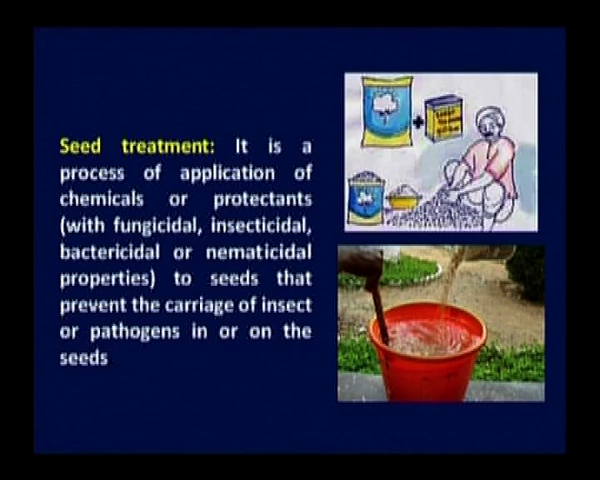 Seed treatment: It is a
process of application of
chemicals or protectants
(with fungicidal, insecticidal,
bactericidal or nematicidal
properties) to seeds that
prevent the carriage of insect
or pathogens in or on the
seeds